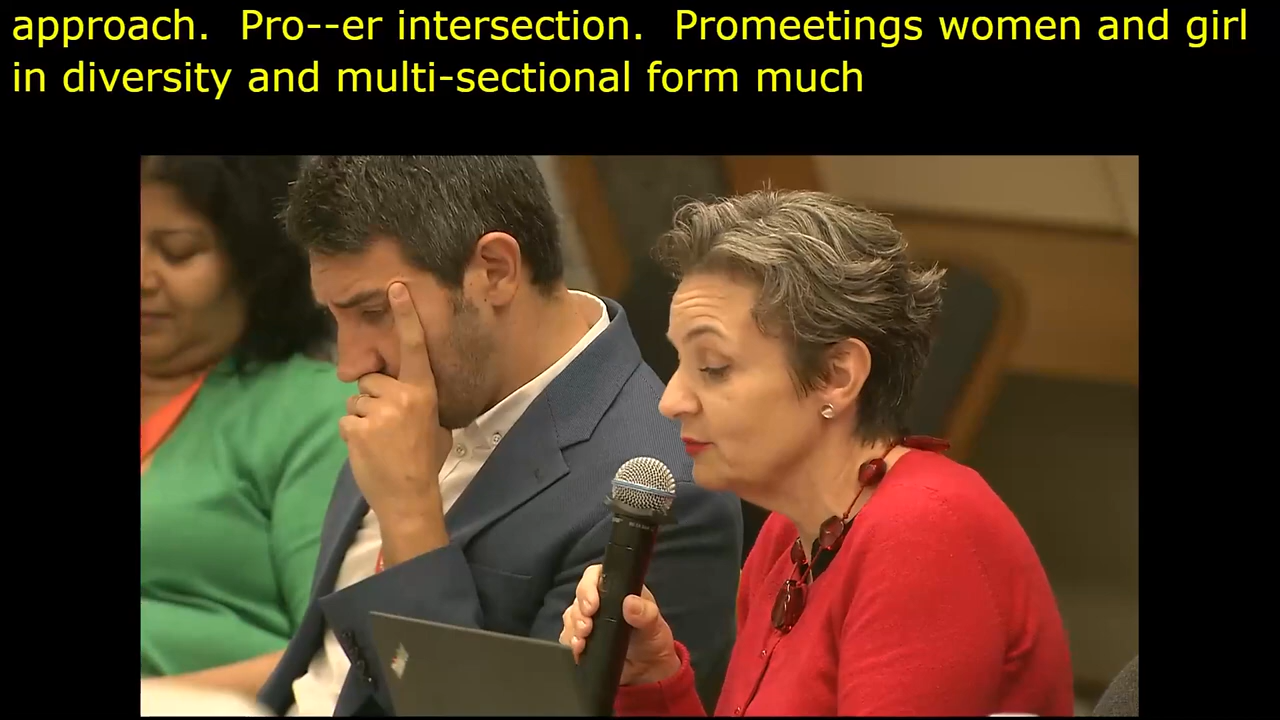 approach.  Pro--er intersection.  Promeetings women and girl
in diversity and multi-sectional form much